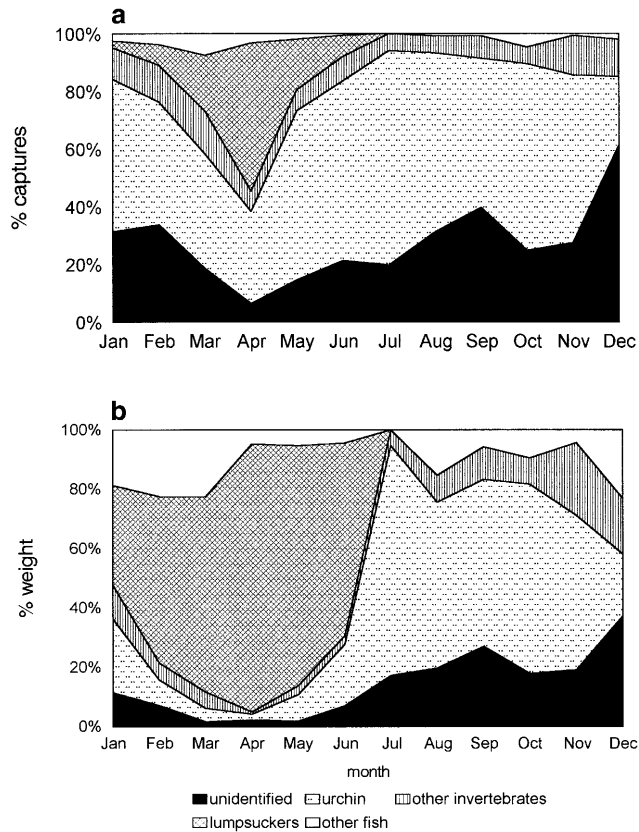 a
100%
80%
60%
40%
20%
0%
% captures
Jan Feb Mar Apr May Jun Jul Aug Sep Oct Nov Dec
b
100%
80%
60%
40%
20%
0%
% weight
Jan Feb Mar Apr May Jun Jul Aug Sep Oct Nov Dec
month
unidentified urchin other invertebrates
lumpsuckers other fish